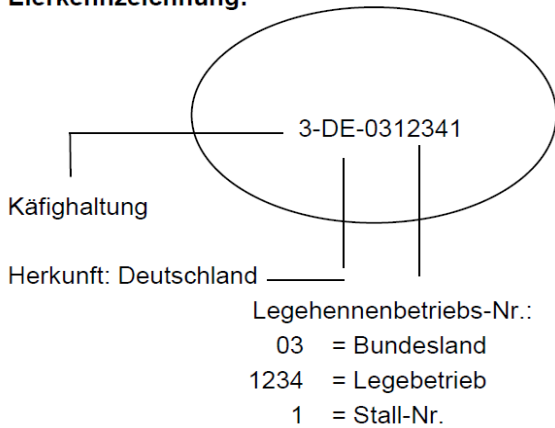 Eierkennzeichnung:
3-DE-0312341
Käfighaltung
Herkunft: Deutschland
Legehennenbetriebs-Nr.:
03 = Bundesland
1234 = Legebetrieb
1 = Stall-Nr.